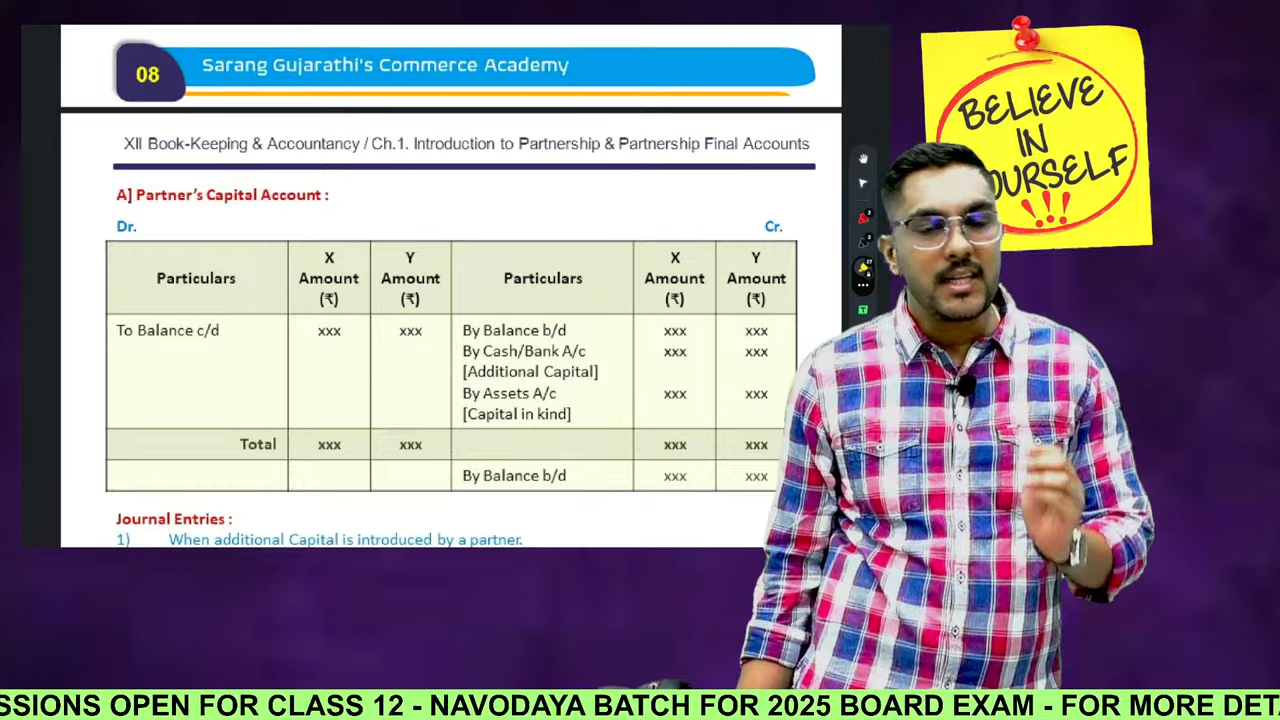 08
Sarang Gujarathi's Commerce Academy
XII Book-Keeping & Accountancy / Ch.1. Introduction to Partnership & Partnership Final Accounts
A] Partner's Capital Account :
Dr. Cr.
Particulars X Amount (₹) Y Amount (₹) Particulars X Amount (₹) Y Amount (₹)
To Balance c/d xxx xxx By Balance b/d xxx xxx
By Cash/Bank A/c xxx xxx
[Additional Capital]
By Assets A/c xxx xxx
[Capital in kind]
Total xxx xxx xxx xxx
By Balance b/d xxx xxx
Journal Entries :
1) When additional Capital is introduced by a partner.
BELIEVE
IN
OURSELF
!!!
SSIONS OPEN FOR CLASS 12 - NAVODAYA BATCH FOR 2025 BOARD EXAM - FOR MORE DETA